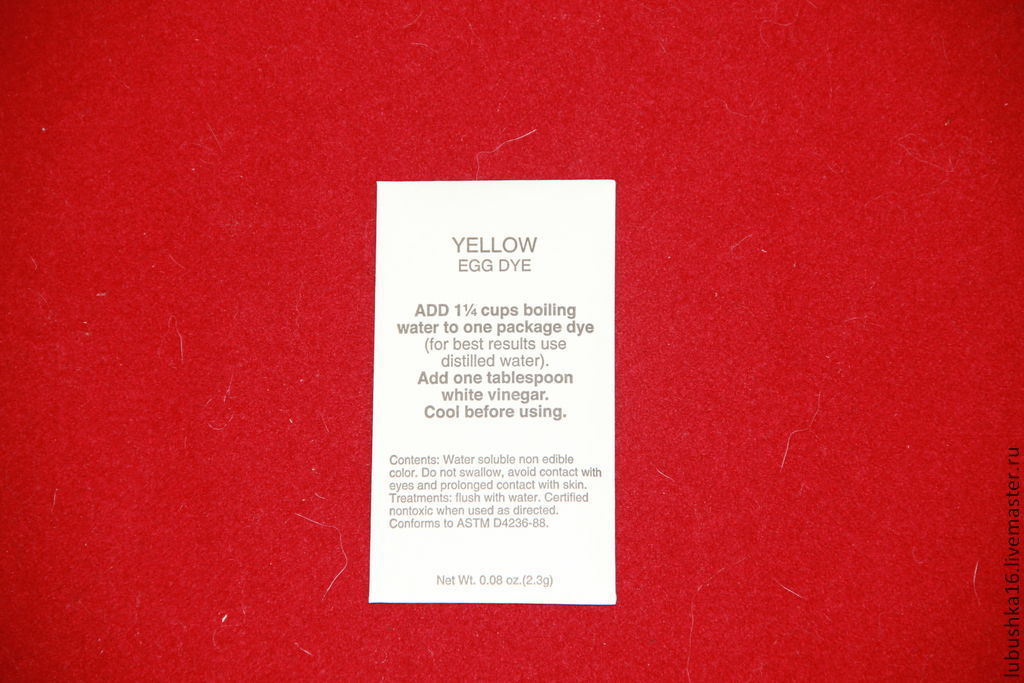 YELLOW
EGG DYE
ADD 1¼ cups boiling
water to one package dye
(for best results use
distilled water).
Add one tablespoon
white vinegar.
Cool before using.
Contents: Water soluble non edible
color. Do not swallow, avoid contact with
eyes and prolonged contact with skin.
Treatments: flush with water. Certified
nontoxic when used as directed.
Conforms to ASTM D4236-88.
Net Wt. 0.08 oz.(2.3g)
lubushka16.livemaster.ru